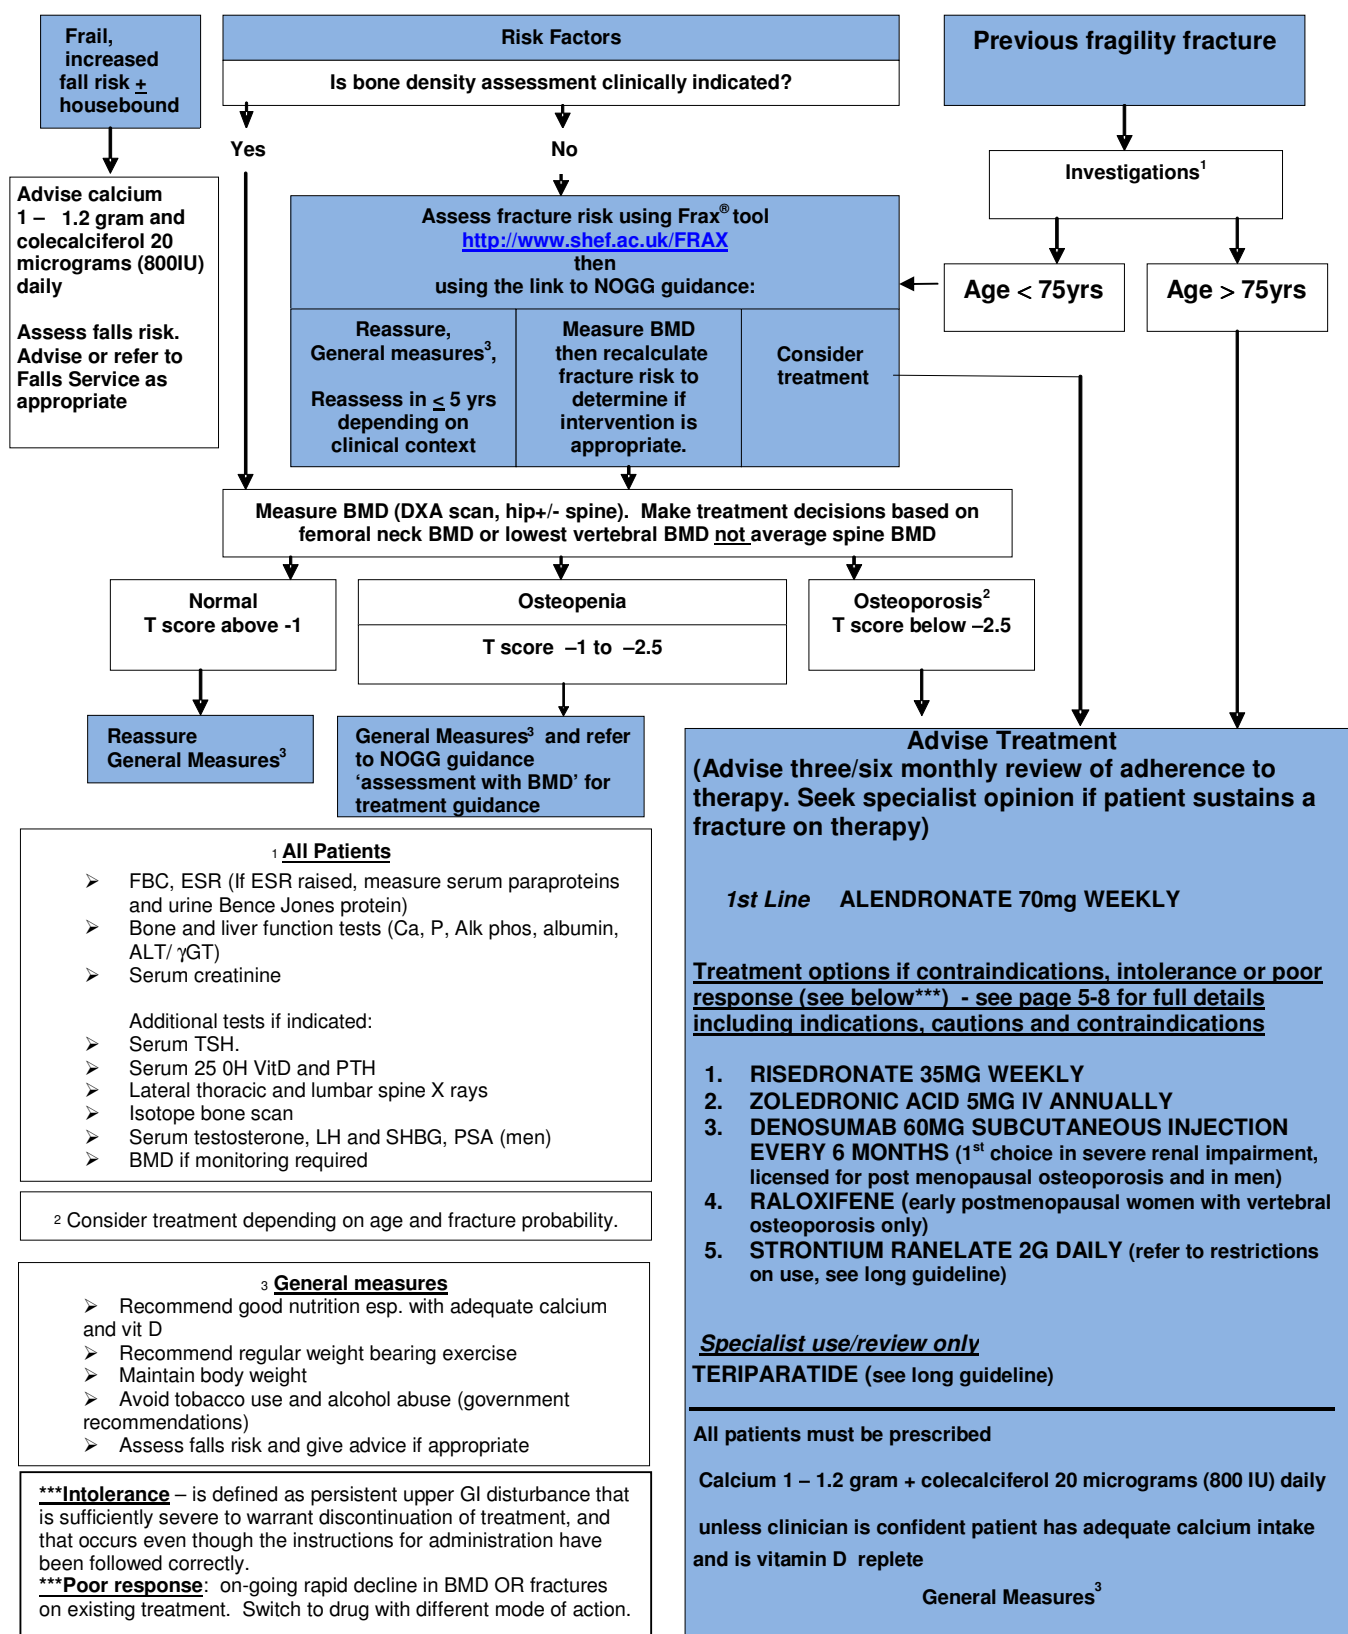 Frail,
increased
fall risk +
housebound
Risk Factors
Is bone density assessment clinically indicated?
Previous fragility fracture
Yes
No
Investigations1
Advise calcium
1 – 1.2 gram and
colecalciferol 20
micrograms (800IU)
daily
Assess falls risk.
Advise or refer to
Falls Service as
appropriate
Assess fracture risk using Frax® tool
http://www.shef.ac.uk/FRAX
then
using the link to NOGG guidance:
Age < 75yrs
Age > 75yrs
Reassure,
General measures3,
Reassess in < 5 yrs
depending on
clinical context
Measure BMD
then recalculate
fracture risk to
determine if
intervention is
appropriate.
Consider
treatment
Measure BMD (DXA scan, hip+/- spine). Make treatment decisions based on
femoral neck BMD or lowest vertebral BMD not average spine BMD
Normal
T score above -1
Osteopenia
T score –1 to –2.5
Osteoporosis2
T score below –2.5
Reassure
General Measures3
General Measures3 and refer
to NOGG guidance
‘assessment with BMD’ for
treatment guidance
1 All Patients
➢ FBC, ESR (If ESR raised, measure serum paraproteins
and urine Bence Jones protein)
➢ Bone and liver function tests (Ca, P, Alk phos, albumin,
ALT/ γGT)
➢ Serum creatinine
Additional tests if indicated:
➢ Serum TSH.
➢ Serum 25 0H VitD and PTH
➢ Lateral thoracic and lumbar spine X rays
➢ Isotope bone scan
➢ Serum testosterone, LH and SHBG, PSA (men)
➢ BMD if monitoring required
2 Consider treatment depending on age and fracture probability.
3 General measures
➢ Recommend good nutrition esp. with adequate calcium
and vit D
➢ Recommend regular weight bearing exercise
➢ Maintain body weight
➢ Avoid tobacco use and alcohol abuse (government
recommendations)
➢ Assess falls risk and give advice if appropriate
***Intolerance – is defined as persistent upper GI disturbance that
is sufficiently severe to warrant discontinuation of treatment, and
that occurs even though the instructions for administration have
been followed correctly.
***Poor response: on-going rapid decline in BMD OR fractures
on existing treatment. Switch to drug with different mode of action.
Advise Treatment
(Advise three/six monthly review of adherence to
therapy. Seek specialist opinion if patient sustains a
fracture on therapy)
1st Line ALENDRONATE 70mg WEEKLY
Treatment options if contraindications, intolerance or poor
response (see below***) - see page 5-8 for full details
including indications, cautions and contraindications
1. RISEDRONATE 35MG WEEKLY
2. ZOLEDRONIC ACID 5MG IV ANNUALLY
3. DENOSUMAB 60MG SUBCUTANEOUS INJECTION
EVERY 6 MONTHS (1st choice in severe renal impairment,
licensed for post menopausal osteoporosis and in men)
4. RALOXIFENE (early postmenopausal women with vertebral
osteoporosis only)
5. STRONTIUM RANELATE 2G DAILY (refer to restrictions
on use, see long guideline)
Specialist use/review only
TERIPARATIDE (see long guideline)
All patients must be prescribed
Calcium 1 – 1.2 gram + colecalciferol 20 micrograms (800 IU) daily
unless clinician is confident patient has adequate calcium intake
and is vitamin D replete
General Measures3